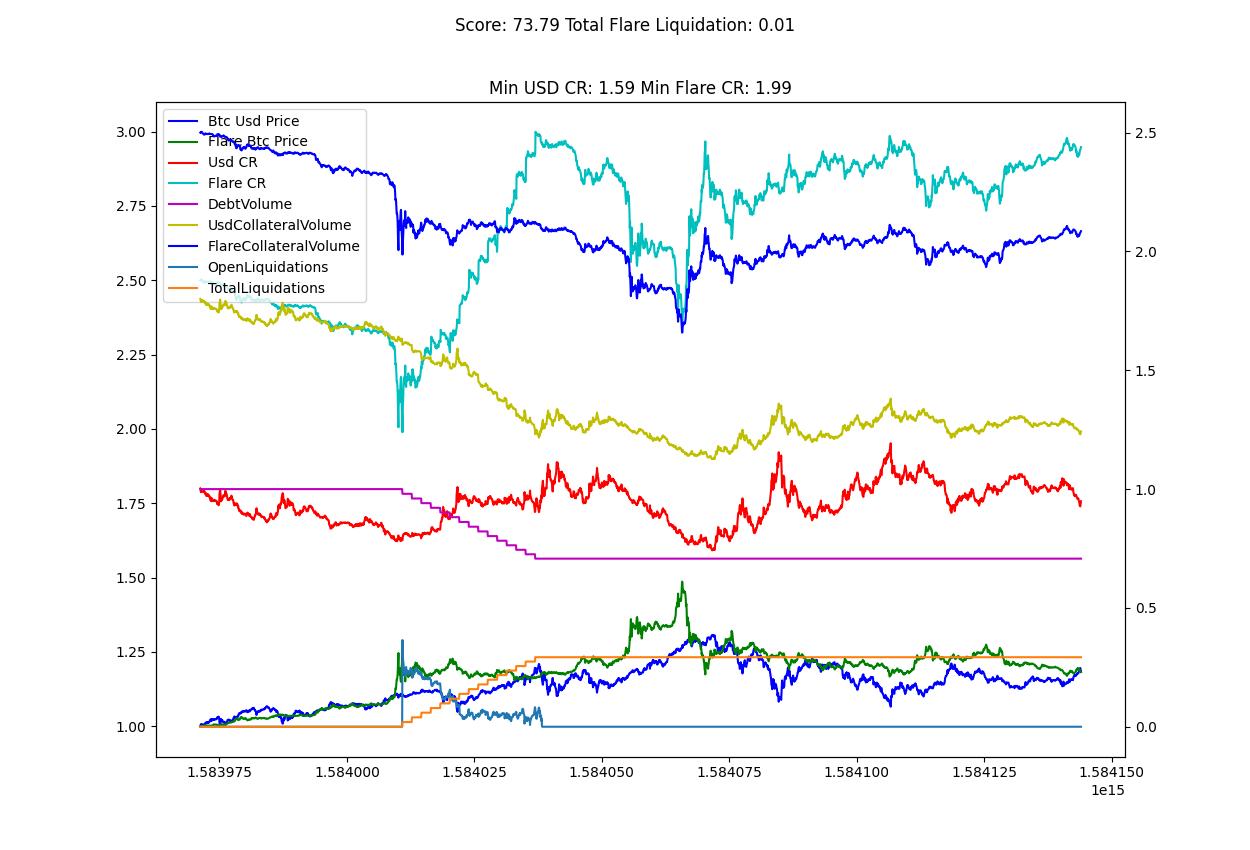 Score: 73.79 Total Flare Liquidation: 0.01
Min USD CR: 1.59 Min Flare CR: 1.99
Btc Usd Price
Flare Btc Price
Usd CR
Flare CR
DebtVolume
UsdCollateralVolume
FlareCollateralVolume
OpenLiquidations
TotalLiquidations
3.00
2.75
2.50
2.25
2.00
1.75
1.50
1.25
1.00
2.5
2.0
1.5
1.0
0.5
0.0
1.583975 1.584000 1.584025 1.584050 1.584075 1.584100 1.584125 1.584150
1e15